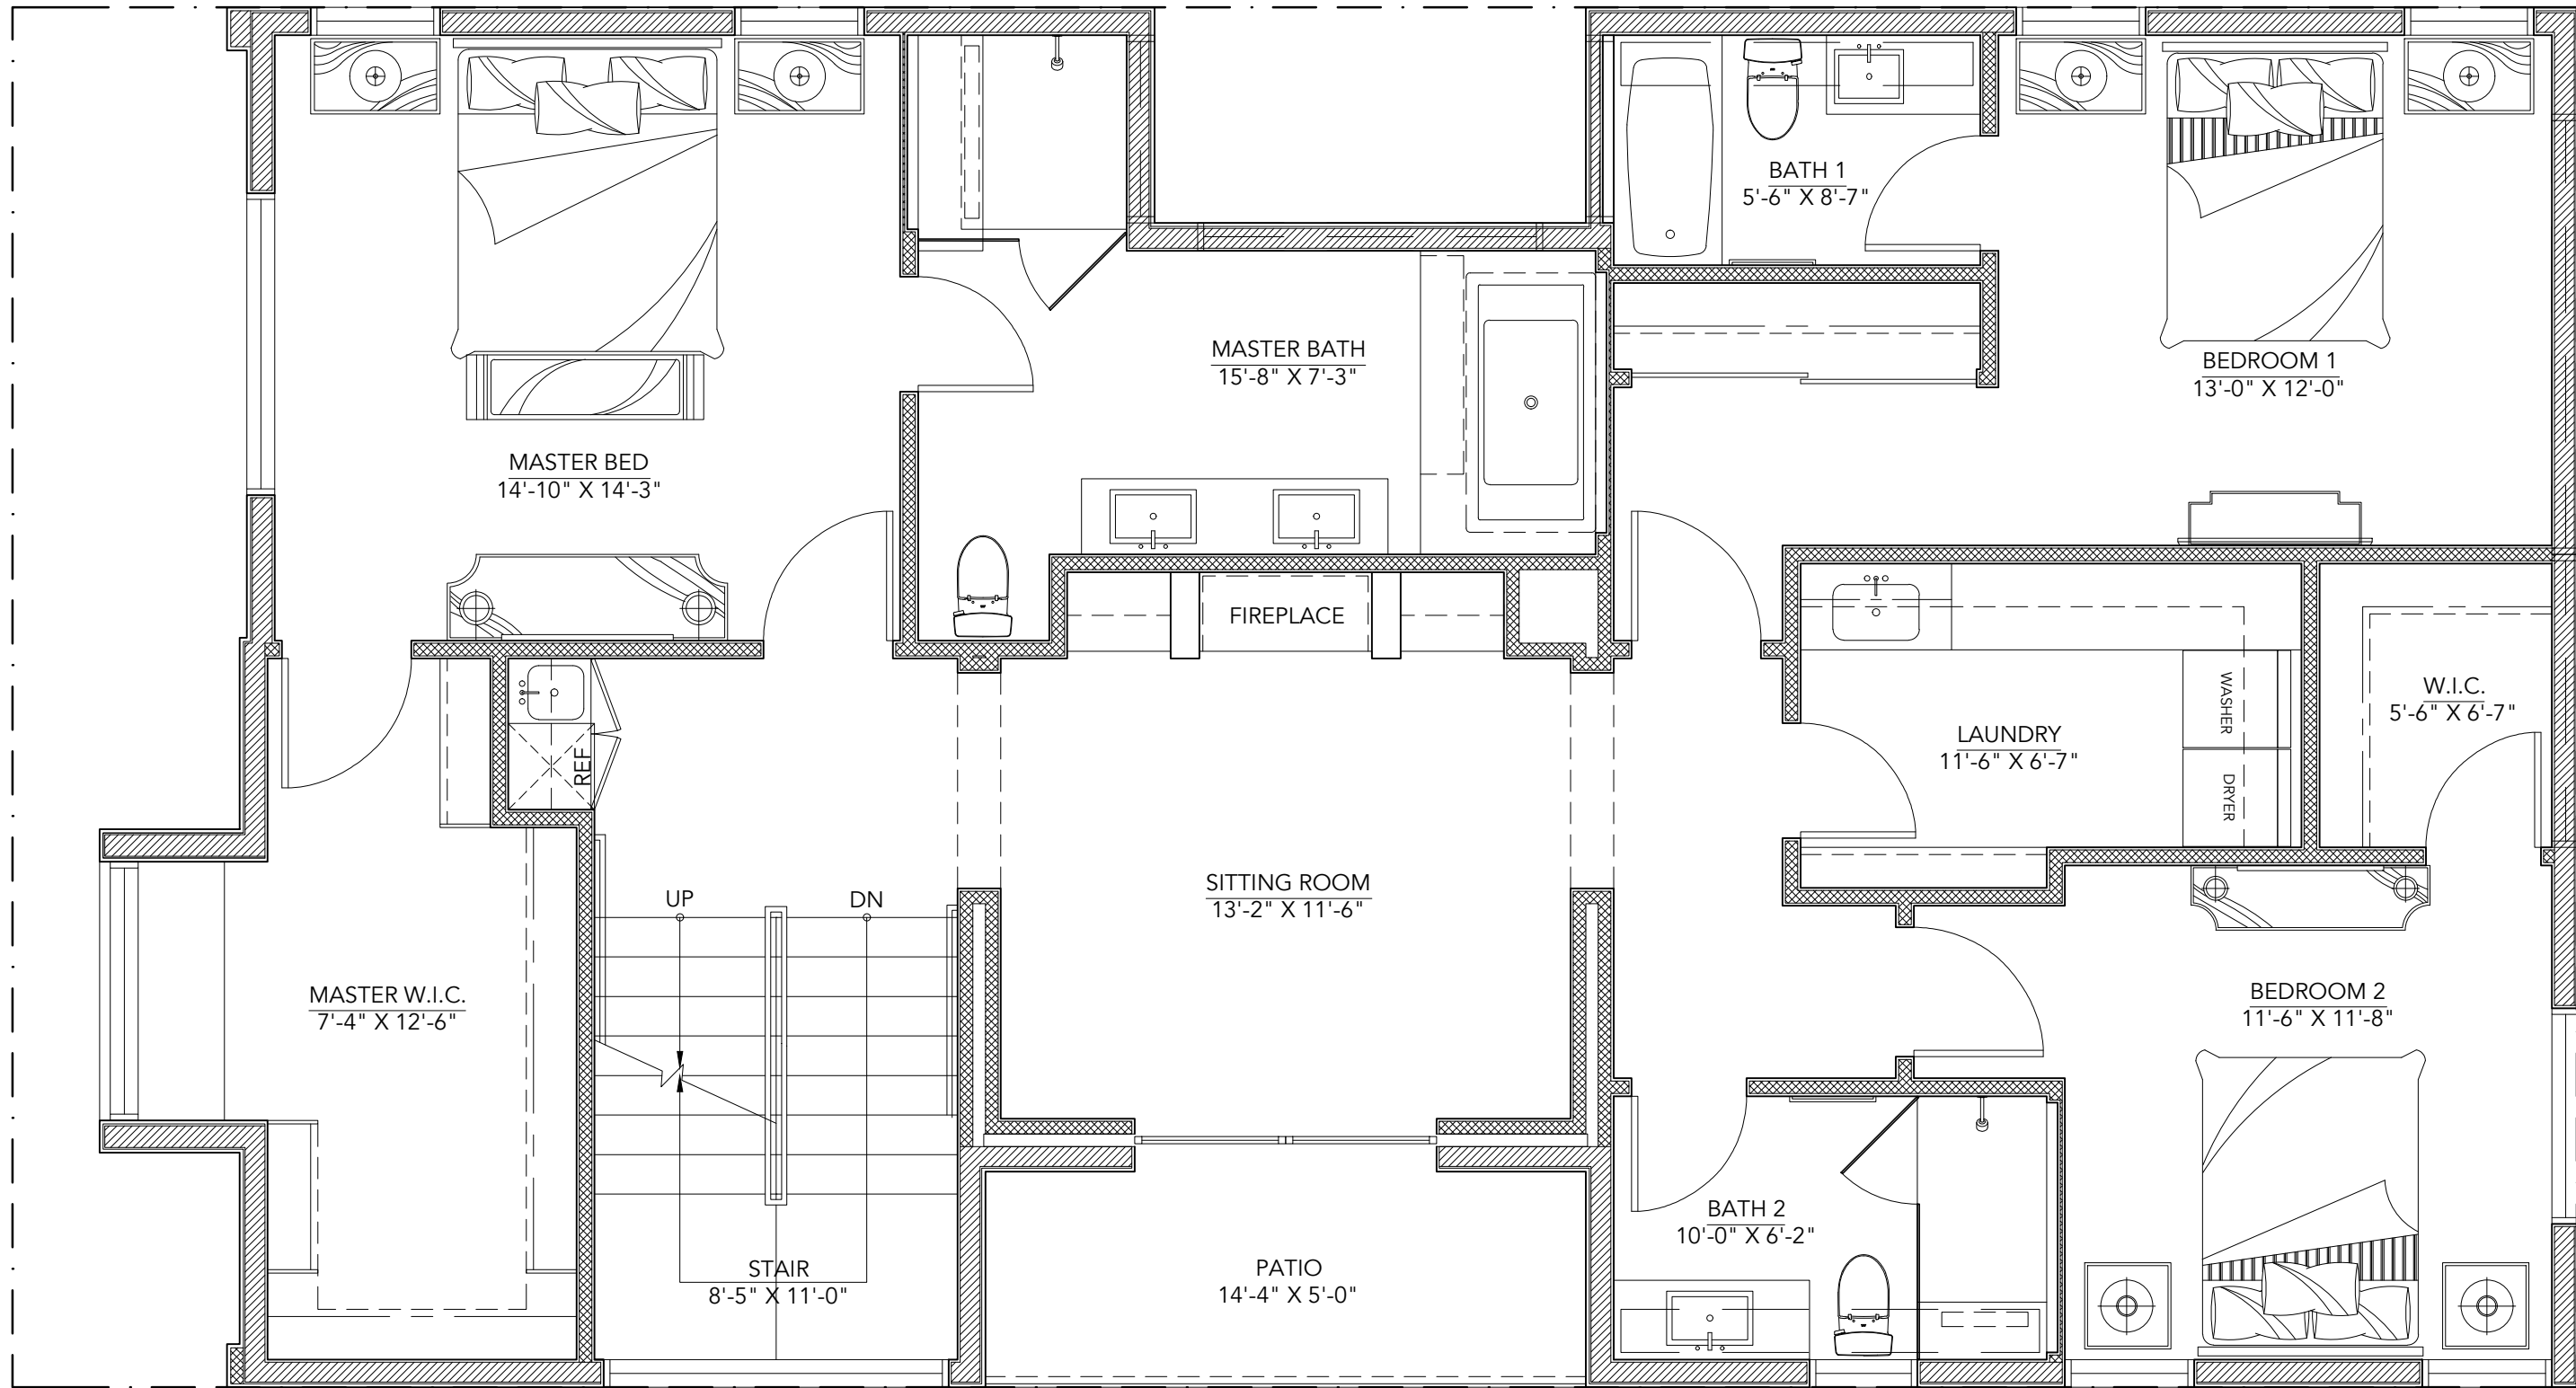 BATH 1
5'-6" X 8'-7"
MASTER BATH
15'-8" X 7'-3"
BEDROOM 1
13'-0" X 12'-0"
MASTER BED
14'-10" X 14'-3"
FIREPLACE
WASHER
W.I.C.
5'-6" X 6'-7"
LAUNDRY
11'-6" X 6'-7"
REF
DRYER
SITTING ROOM
13'-2" X 11'-6"
UP
DN
MASTER W.I.C.
7'-4" X 12'-6"
BEDROOM 2
11'-6" X 11'-8"
BATH 2
10'-0" X 6'-2"
STAIR
8'-5" X 11'-0"
PATIO
14'-4" X 5'-0"